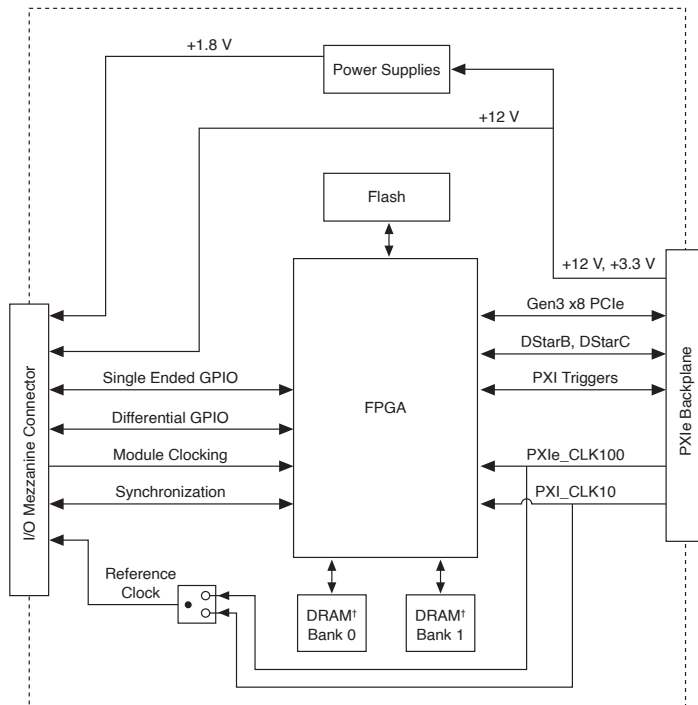 +1.8 V
Power Supplies
+12 V
Flash
+12 V, +3.3 V
Gen3 x8 PCIe
DStarB, DStarC
PXI Triggers
PXIe_CLK100
PXI_CLK10
PXIe Backplane
FPGA
I/O Mezzanine Connector
Single Ended GPIO
Differential GPIO
Module Clocking
Synchronization
Reference
Clock
DRAM†
Bank 0
DRAM†
Bank 1